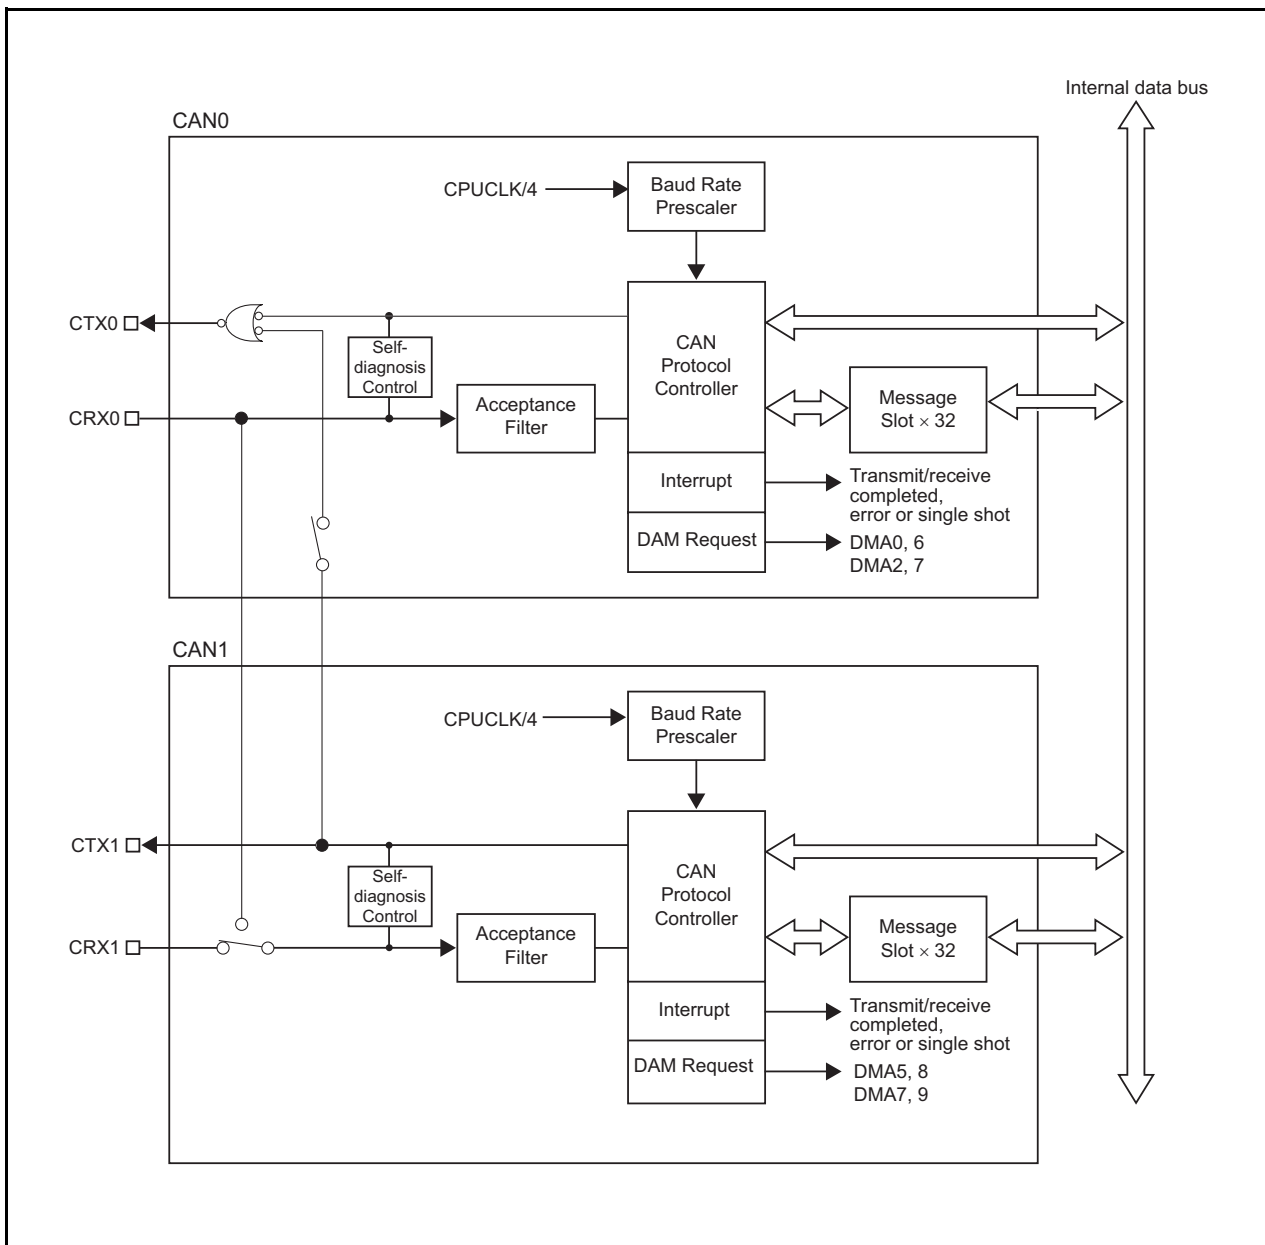 Internal data bus
CAN0
CPUCLK/4
Baud Rate
Prescaler
CTX0
CAN
Protocol
Controller
Self-
diagnosis
Control
CRX0
Acceptance
Filter
Message
Slot × 32
Interrupt
Transmit/receive
completed,
error or single shot
DAM Request
DMA0, 6
DMA2, 7
CAN1
CPUCLK/4
Baud Rate
Prescaler
CTX1
CAN
Protocol
Controller
Self-
diagnosis
Control
CRX1
Acceptance
Filter
Message
Slot × 32
Interrupt
Transmit/receive
completed,
error or single shot
DAM Request
DMA5, 8
DMA7, 9